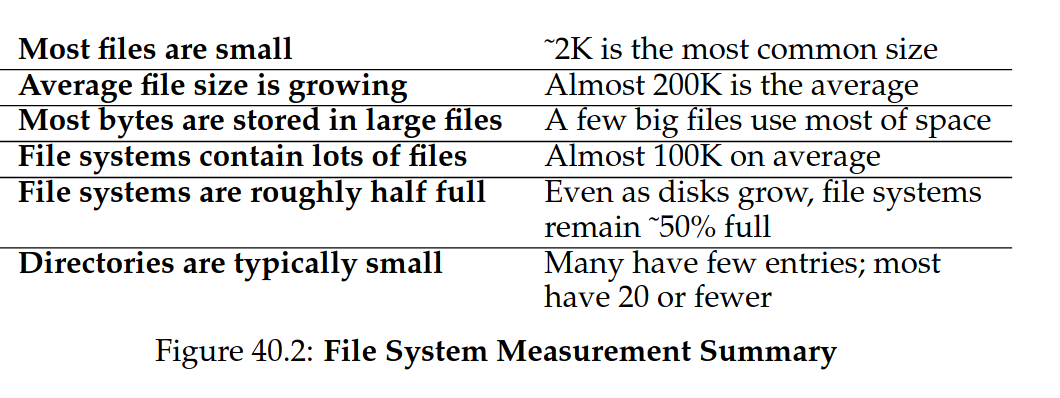 Most files are small ˜2K is the most common size
Average file size is growing Almost 200K is the average
Most bytes are stored in large files A few big files use most of space
File systems contain lots of files Almost 100K on average
File systems are roughly half full Even as disks grow, file systems
remain ˜50% full
Directories are typically small Many have few entries; most
have 20 or fewer
Figure 40.2: File System Measurement Summary